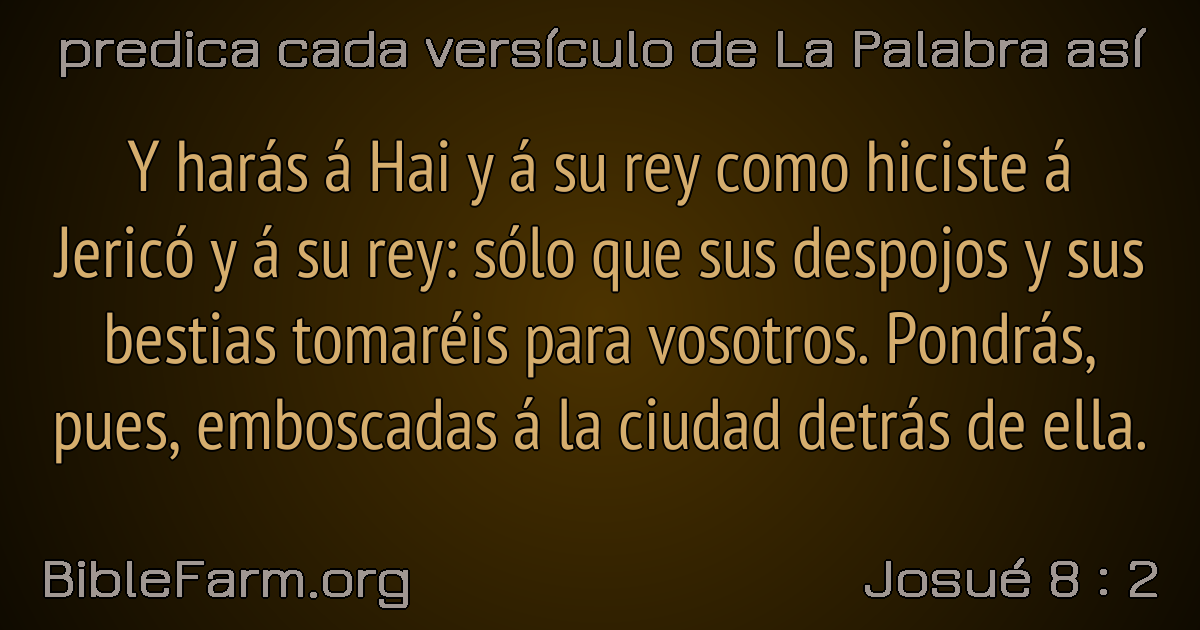 predica cada versículo de La Palabra así
Y harás á Hai y á su rey como hiciste á
Jericó y á su rey: sólo que sus despojos y sus
bestias tomaréis para vosotros. Pondrás,
pues, emboscadas á la ciudad detrás de ella.
BibleFarm.org
Josué 8 : 2